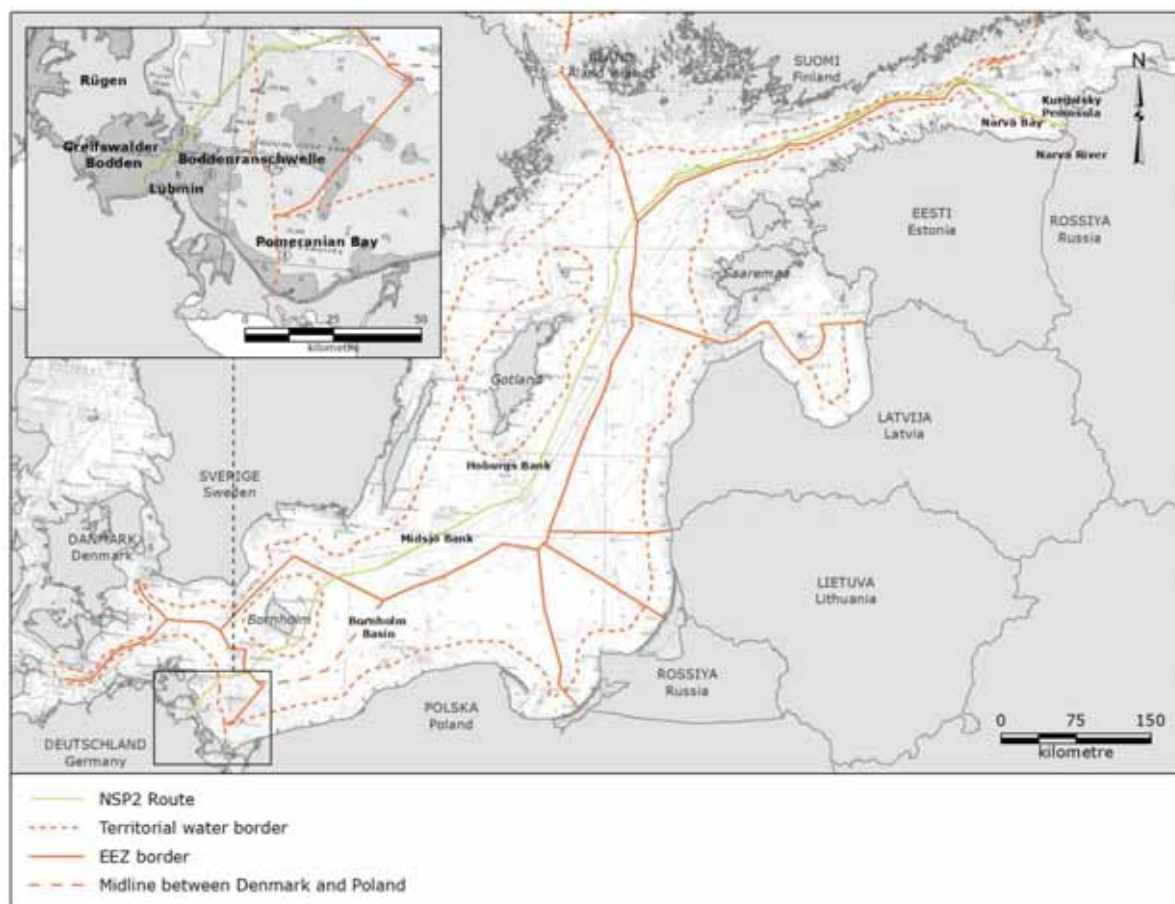 Rügen
Greifswalder
Bodden
Boddenranschwelle
Lubmin
Pomeranian Bay
0 25 50
kilometre
Åland Islands
SUOMI
Finland
N
Kurgalsky
Peninsula
Narva Bay
Narva River
EESTI
Estonia
ROSSIYA
Russia
Saaremaa
Gotland
LATVIJA
Latvia
Hoburgs Bank
SVERIGE
Sweden
Midsjö Bank
DANMARK
Denmark
LIETUVA
Lithuania
Bornholm
Bornholm
Basin
ROSSIYA
Russia
POLSKA
Poland
DEUTSCHLAND
Germany
0 75 150
kilometre
NSP2 Route
Territorial water border
EEZ border
Midline between Denmark and Poland